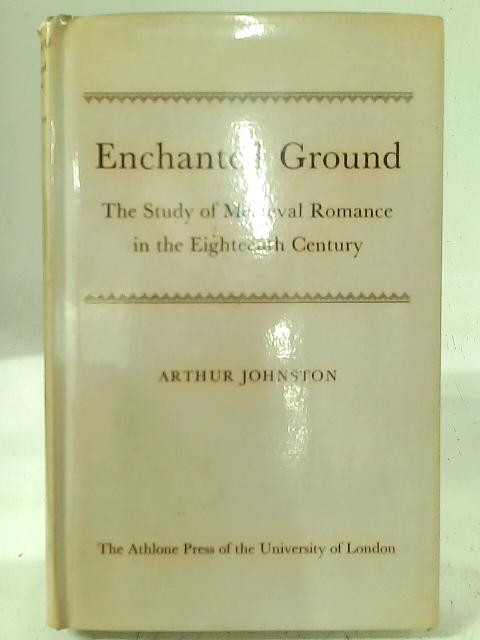 Enchanted Ground
The Study of Medieval Romance
in the Eighteenth Century
ARTHUR JOHNSTON
The Athlone Press of the University of London